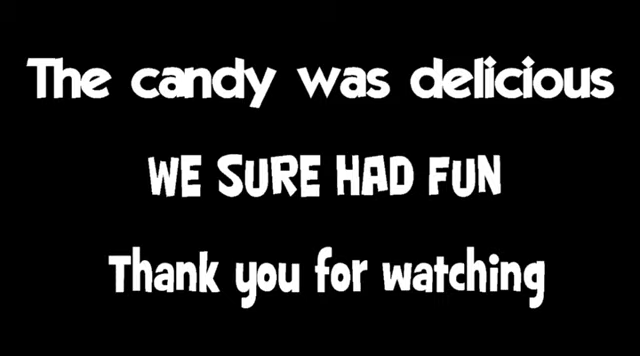 The candy was delicious
WE SURE HAD FUN
Thank you for watching